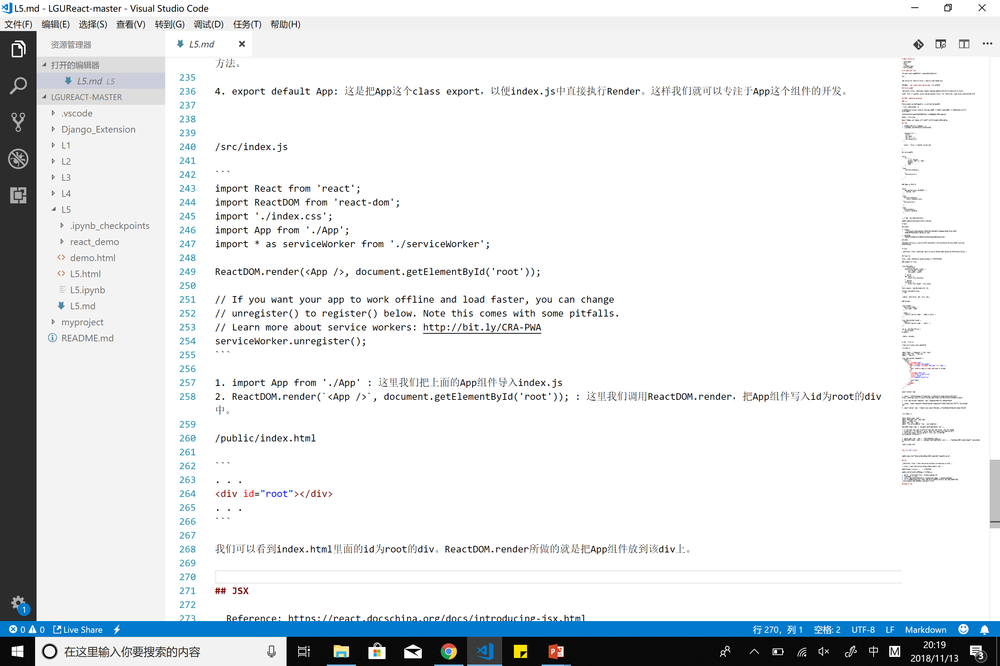 L5.md - LGUReact-master - Visual Studio Code
文件(F) 编辑(E) 选择(S) 查看(V) 转到(G) 调试(D) 任务(T) 帮助(H)
资源管理器
打开的编辑器
L5.md L5
LGUREACT-MASTER
.vscode
Django_Extension
L1
L2
L3
L4
L5
.ipynb_checkpoints
react_demo
demo.html
L5.html
L5.ipynb
L5.md
myproject
README.md
1
L5.md
方法。
235
236 4. export default App: 这是把App这个class export，以便index.js中直接执行Render。这样我们就可以专注于App这个组件的开发。
237
238
239
240 /src/index.js
241
242 ```
243 import React from 'react';
244 import ReactDOM from 'react-dom';
245 import './index.css';
246 import App from './App';
247 import * as serviceWorker from './serviceWorker';
248
249 ReactDOM.render(<App />, document.getElementById('root'));
250
251 // If you want your app to work offline and load faster, you can change
252 // unregister() to register() below. Note this comes with some pitfalls.
253 // Learn more about service workers: http://bit.ly/CRA-PWA
254 serviceWorker.unregister();
255 ```
256
257 1. import App from './App' : 这里我们把上面的App组件导入index.js
258 2. ReactDOM.render(`<App />`, document.getElementById('root')); : 这里我们调用ReactDOM.render，把App组件写入id为root的div
中。
259
260 /public/index.html
261
262 ```
263 . . .
264 <div id="root"></div>
265 . . .
266 ```
267
268 我们可以看到index.html里面的id为root的div。ReactDOM.render所做的就是把App组件放到该div上。
269
270
271 ## JSX
272
273 Reference: https://react.docschina.org/docs/introducing-jsx.html
0 0 Live Share 行 270，列 1 空格: 2 UTF-8 LF Markdown
在这里输入你要搜索的内容
中 M
20:19
2018/11/13
3